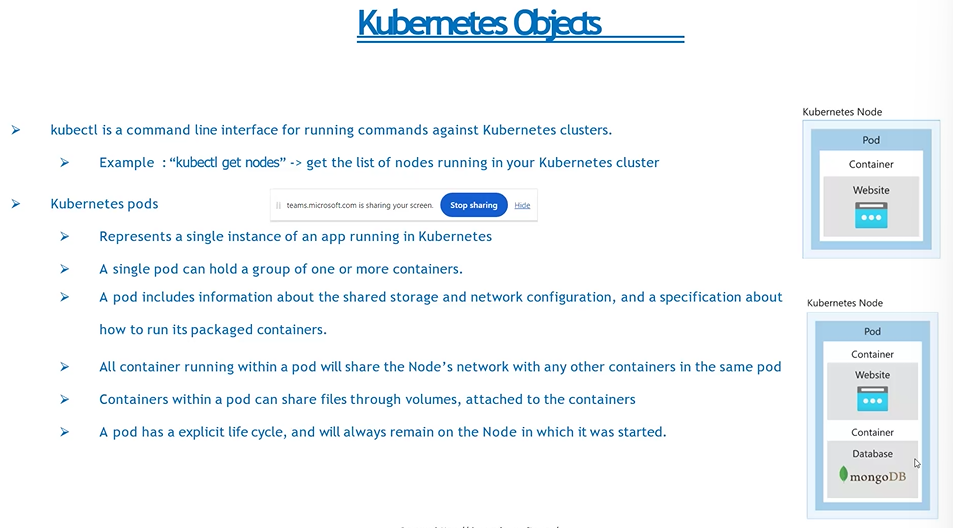 Kubernetes Objects
kubectl is a command line interface for running commands against Kubernetes clusters.
Example : “kubectl get nodes” -> get the list of nodes running in your Kubernetes cluster
Kubernetes pods
teams.microsoft.com is sharing your screen. Stop sharing Hide
Represents a single instance of an app running in Kubernetes
A single pod can hold a group of one or more containers.
A pod includes information about the shared storage and network configuration, and a specification about
how to run its packaged containers.
All container running within a pod will share the Node’s network with any other containers in the same pod
Containers within a pod can share files through volumes, attached to the containers
A pod has a explicit life cycle, and will always remain on the Node in which it was started.
Kubernetes Node
Pod
Container
Website
Kubernetes Node
Pod
Container
Website
Container
Database
mongoDB